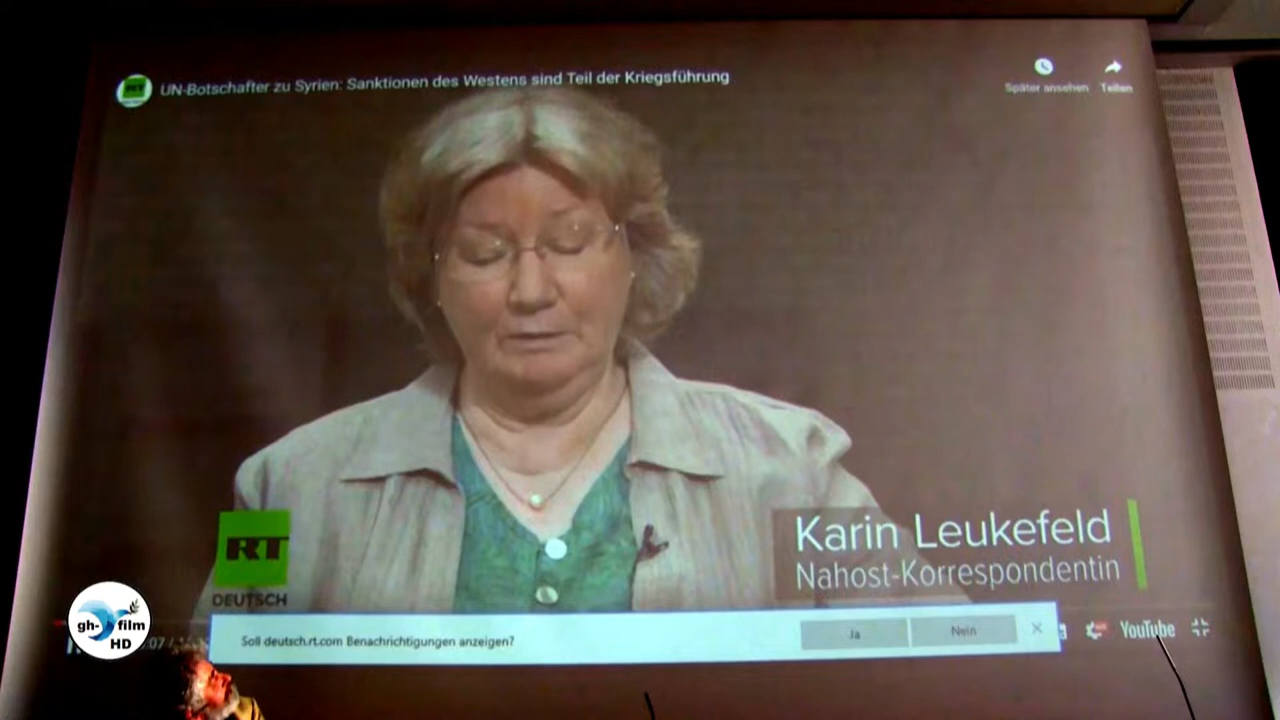 RT
UN-Botschafter zu Syrien: Sanktionen des Westens sind Teil der Kriegsführung
Später ansehen
Teilen
Karin Leukefeld
Nahost-Korrespondentin
RT
DEUTSCH
Soll deutsch.rt.com Benachrichtigungen anzeigen?
Ja
Nein
YouTube
gh-film
HD